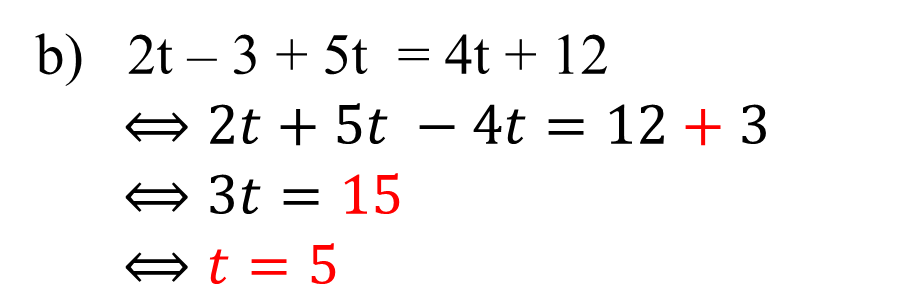 b) 2t – 3 + 5t = 4t + 12
⟺ 2t + 5t − 4t = 12 + 3
⟺ 3t = 15
⟺ t = 5